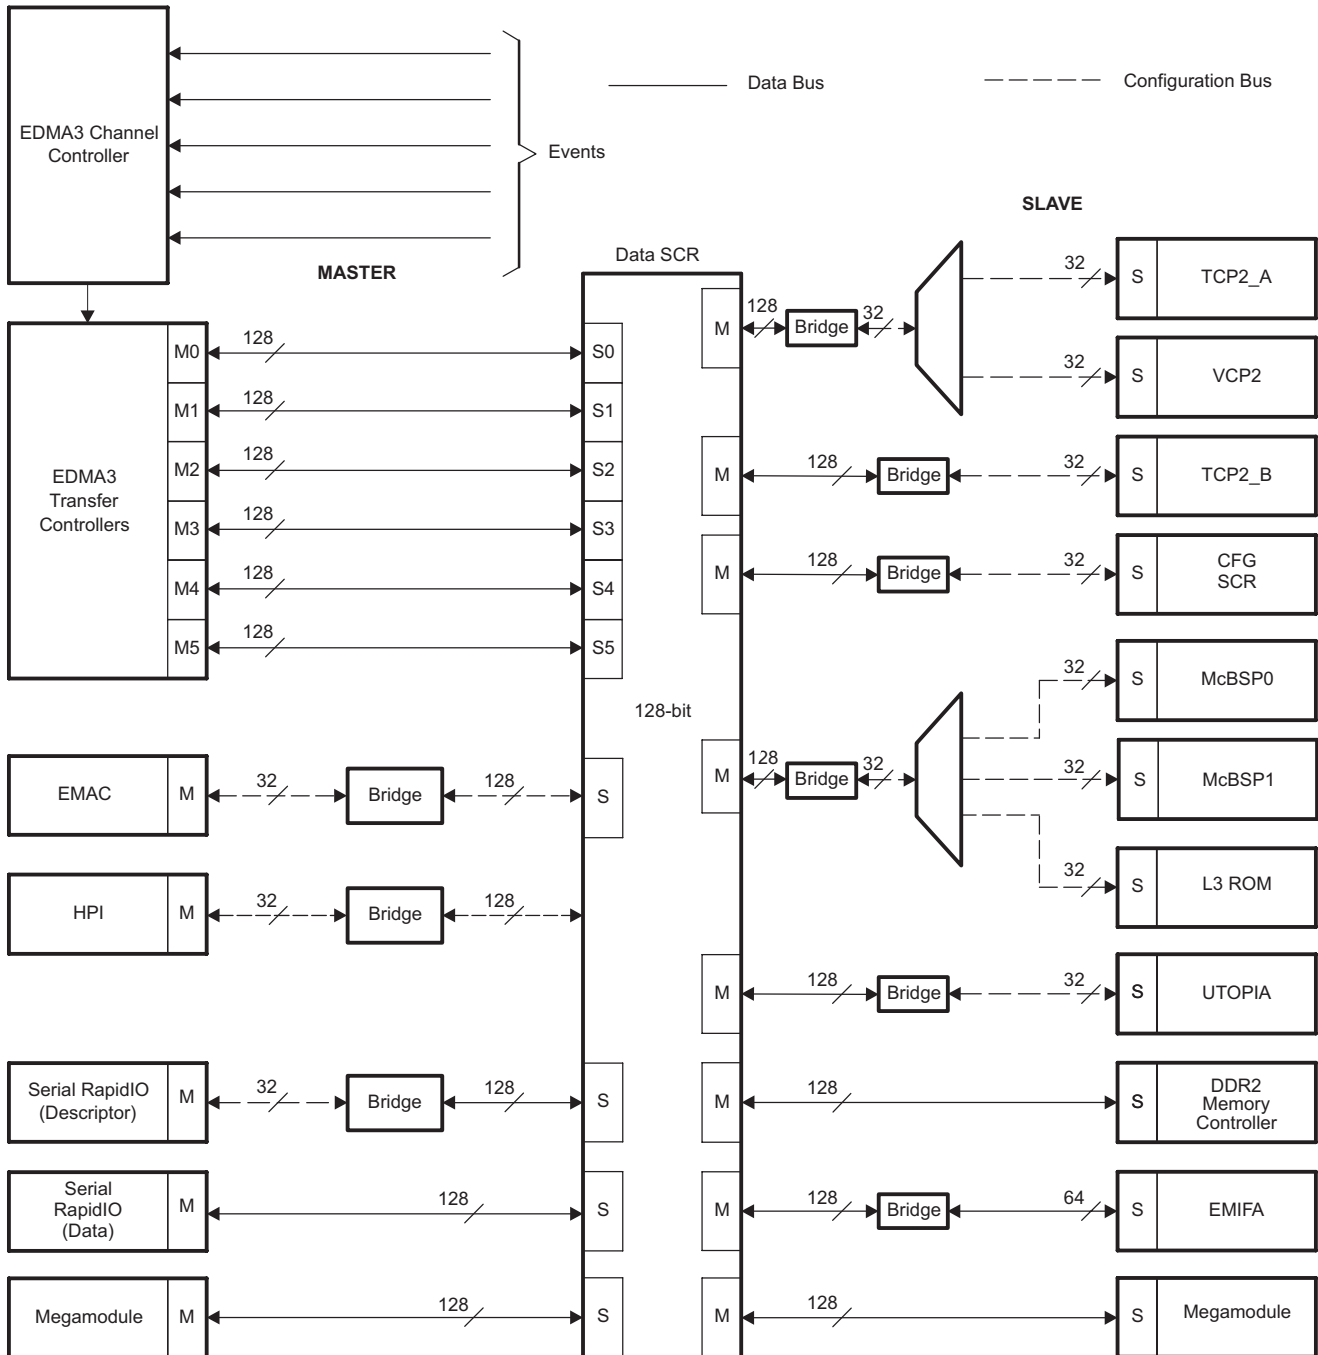 EDMA3 Channel
Controller
Events
Data Bus
Configuration Bus
MASTER
SLAVE
Data SCR
128-bit
EDMA3
Transfer
Controllers
M0 128 S0
M1 128 S1
M2 128 S2
M3 128 S3
M4 128 S4
M5 128 S5
EMAC M 32 Bridge 128 S
HPI M 32 Bridge 128
Serial RapidIO
(Descriptor)
M 32 Bridge 128 S
Serial
RapidIO
(Data)
M 128 S
Megamodule M 128 S
M 128 Bridge 32
32 S TCP2_A
32 S VCP2
M 128 Bridge 32 S TCP2_B
M 128 Bridge 32 S CFG
SCR
M 128 Bridge 32
32 S McBSP0
32 S McBSP1
32 S L3 ROM
M 128 Bridge 32 S UTOPIA
M 128 S DDR2
Memory
Controller
M 128 Bridge 64 S EMIFA
M 128 S Megamodule